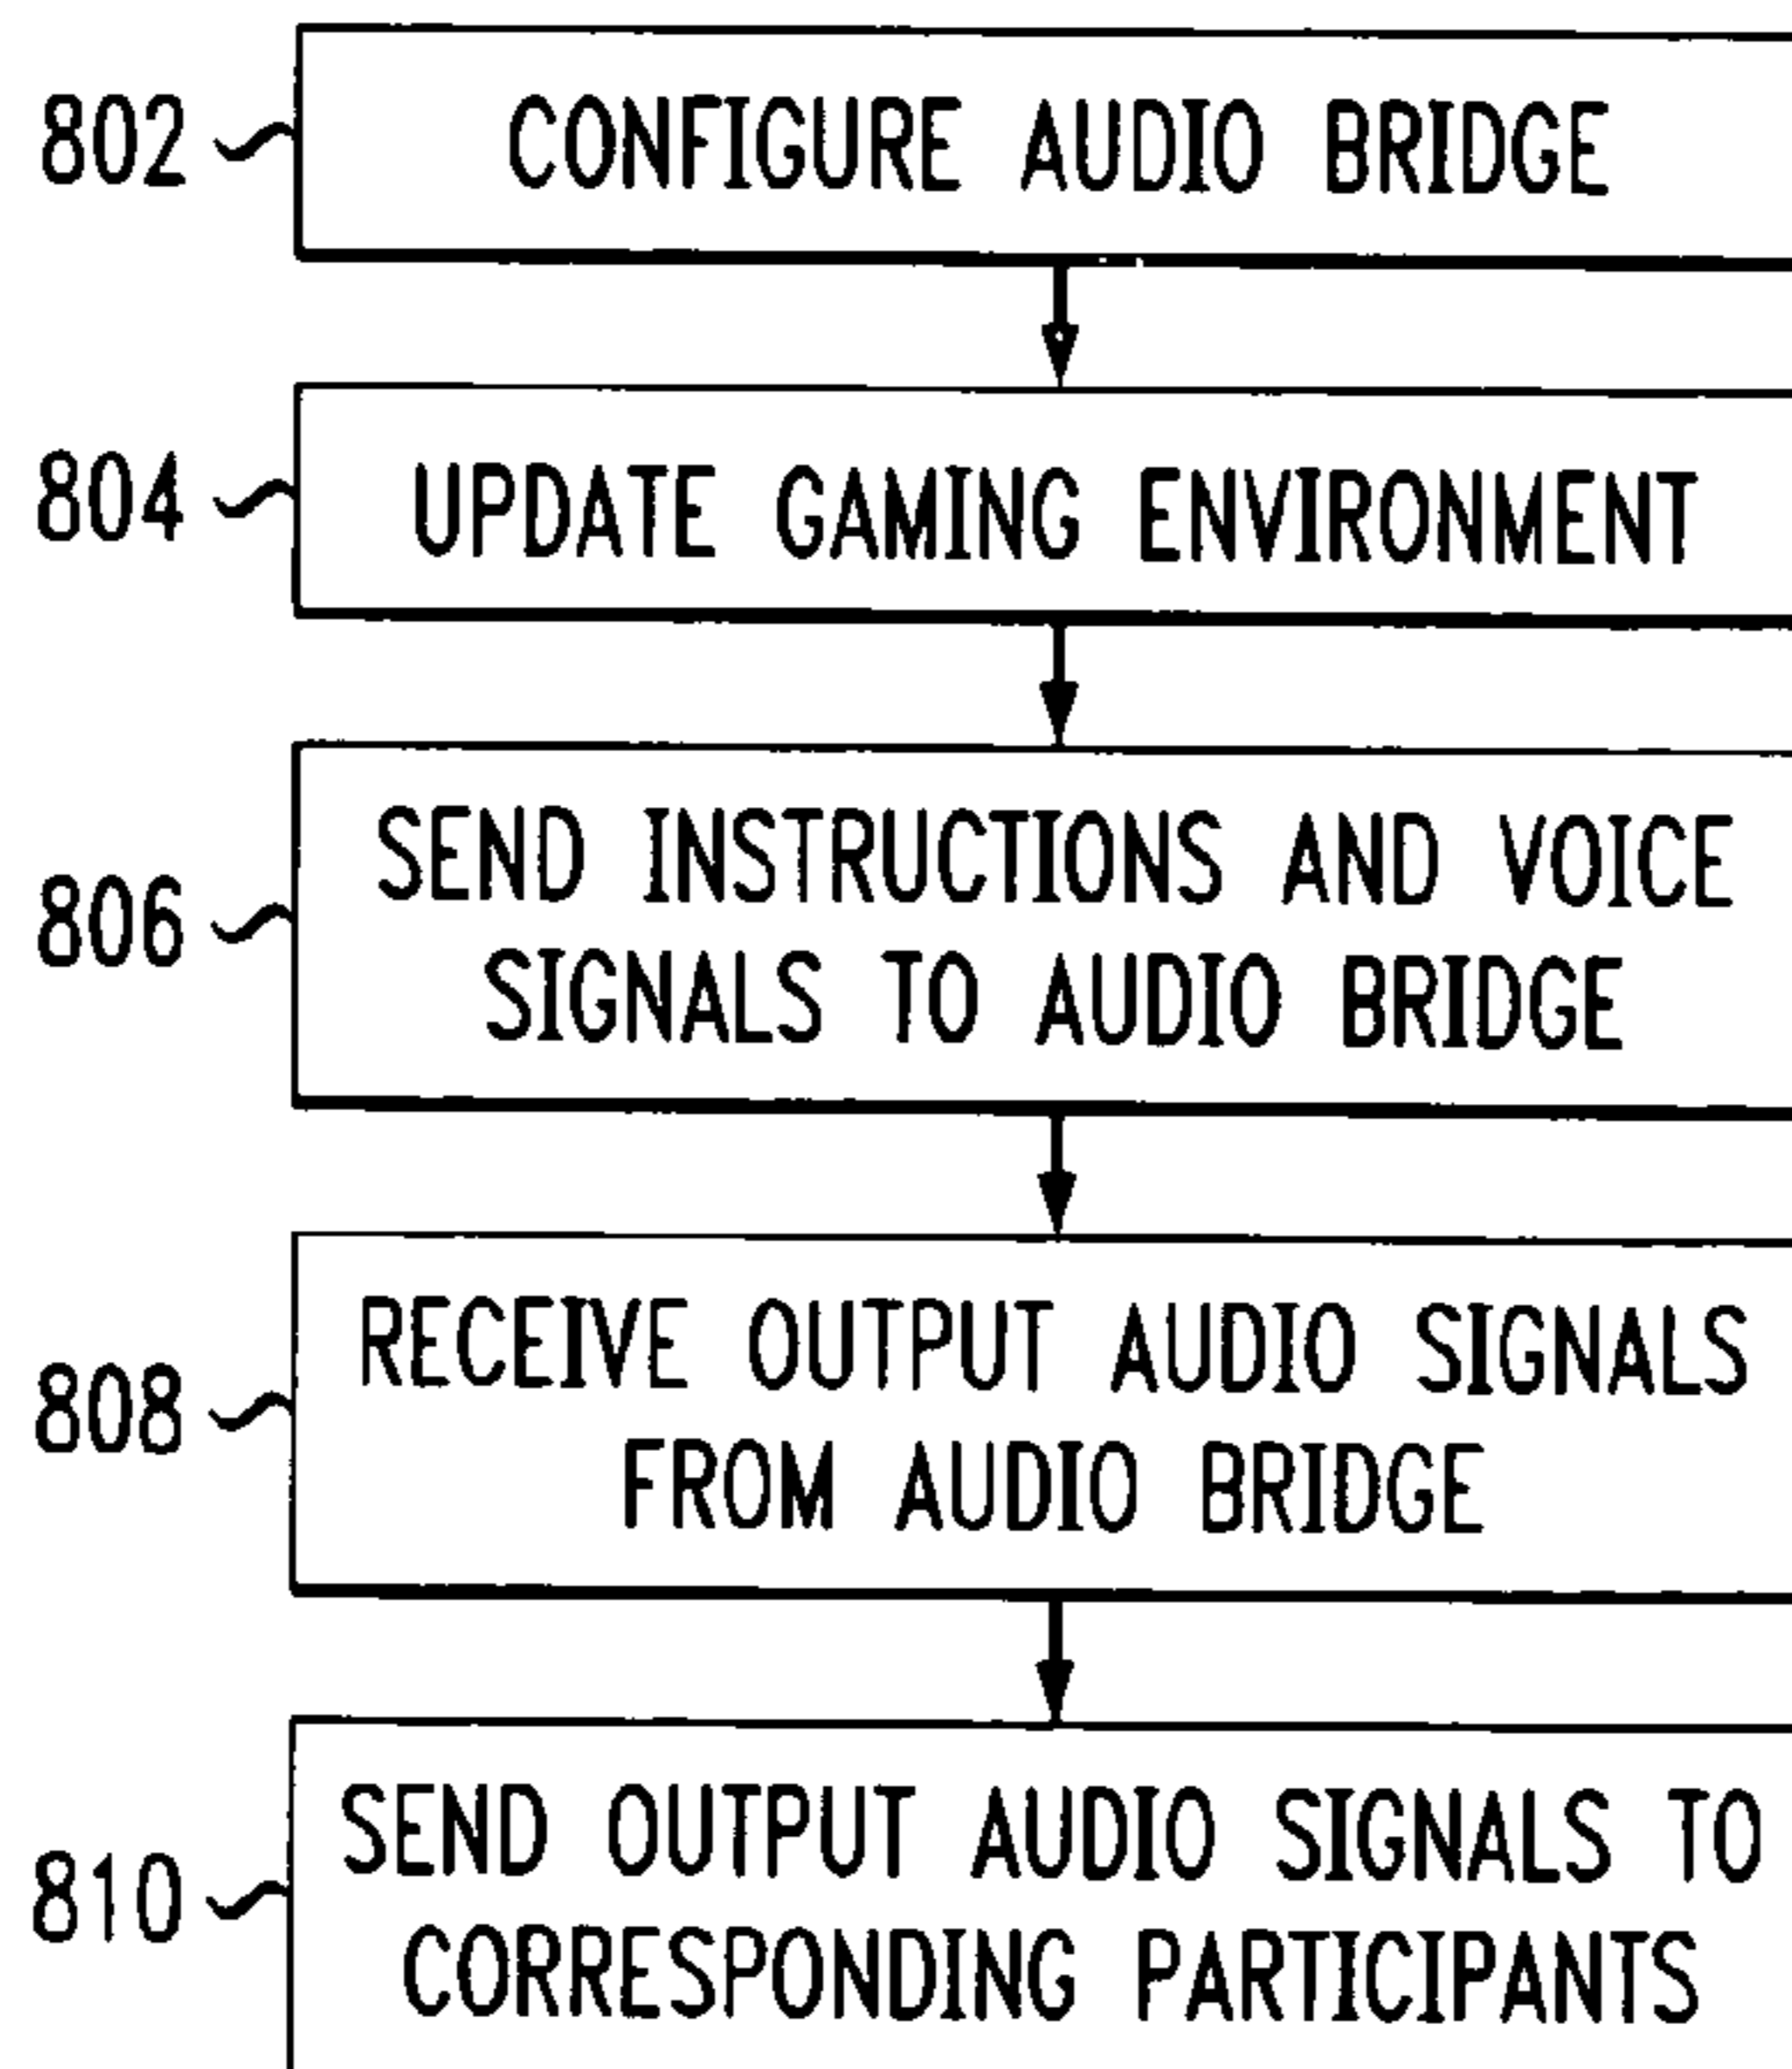 802 CONFIGURE AUDIO BRIDGE
804 UPDATE GAMING ENVIRONMENT
806 SEND INSTRUCTIONS AND VOICE
SIGNALS TO AUDIO BRIDGE
808 RECEIVE OUTPUT AUDIO SIGNALS
FROM AUDIO BRIDGE
810 SEND OUTPUT AUDIO SIGNALS TO
CORRESPONDING PARTICIPANTS